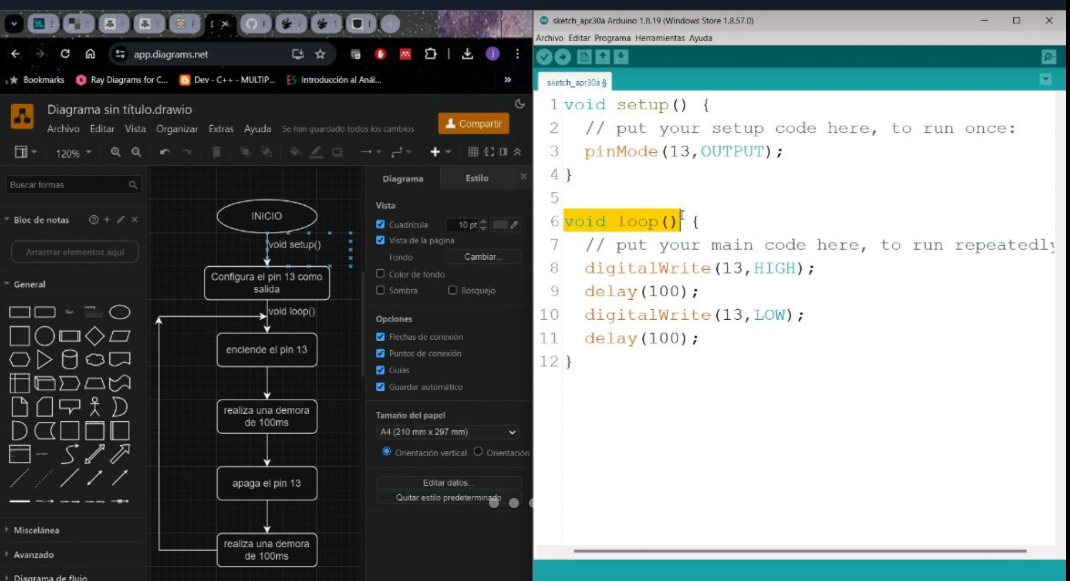 app.diagrams.net
Bookmarks
Ray Diagrams for C...
Dev - C++ - MULTIP...
Introducción al Anál...
»
Diagrama sin título.drawio
Archivo Editar Vista Organizar Extras Ayuda Se han guardado todos los cambios
Compartir
120%
Buscar formas
Bloc de notas
Arrastrar elementos aquí
General
Miscelánea
Avanzado
Diagrama de flujo
INICIO
void setup()
Configura el pin 13 como
salida
void loop()
enciende el pin 13
realiza una demora
de 100ms
apaga el pin 13
realiza una demora
de 100ms
Diagrama Estilo
Vista
Cuadrícula 10 pt
Vista de la página
Fondo Cambiar...
Color de fondo
Sombra Bosquejo
Opciones
Flechas de conexión
Puntos de conexión
Guías
Guardar automático
Tamaño del papel
A4 (210 mm x 297 mm)
Orientación vertical Orientación
Editar datos...
Quitar estilo predeterminado
sketch_apr30a Arduino 1.8.19 (Windows Store 1.8.57.0)
Archivo Editar Programa Herramientas Ayuda
sketch_apr30a §
1 void setup() {
2 // put your setup code here, to run once:
3 pinMode(13,OUTPUT);
4 }
5
6 void loop() {
7 // put your main code here, to run repeatedly
8 digitalWrite(13,HIGH);
9 delay(100);
10 digitalWrite(13,LOW);
11 delay(100);
12 }